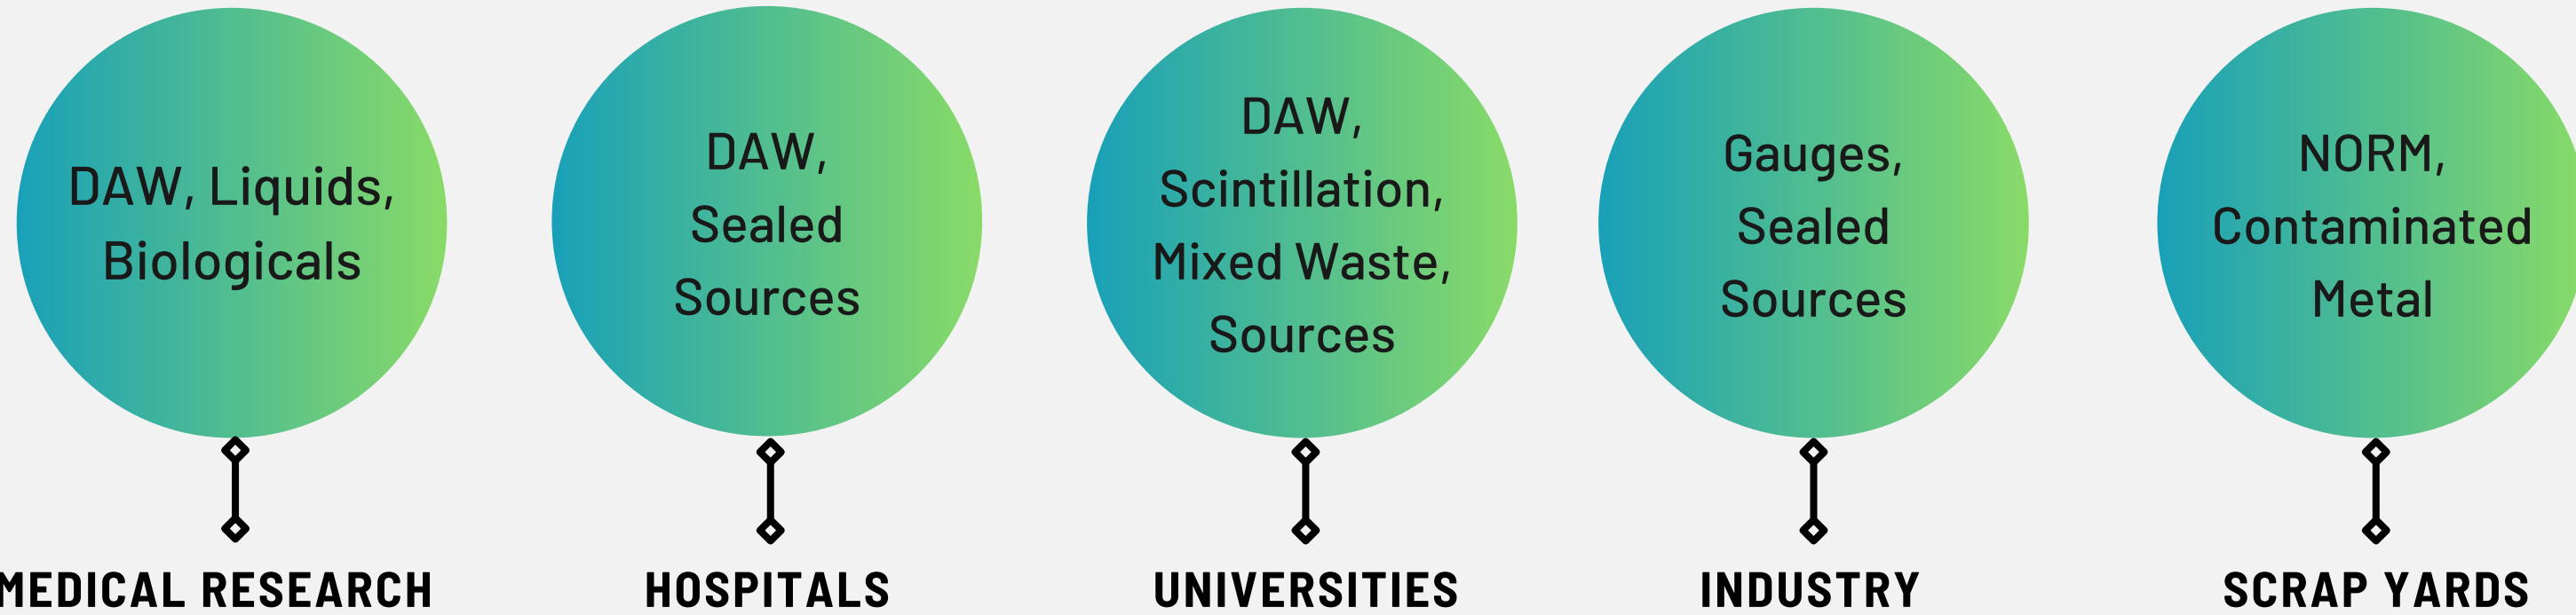 DAW, Liquids,
Biologicals
MEDICAL RESEARCH
DAW,
Sealed
Sources
HOSPITALS
DAW,
Scintillation,
Mixed Waste,
Sources
UNIVERSITIES
Gauges,
Sealed
Sources
INDUSTRY
NORM,
Contaminated
Metal
SCRAP YARDS